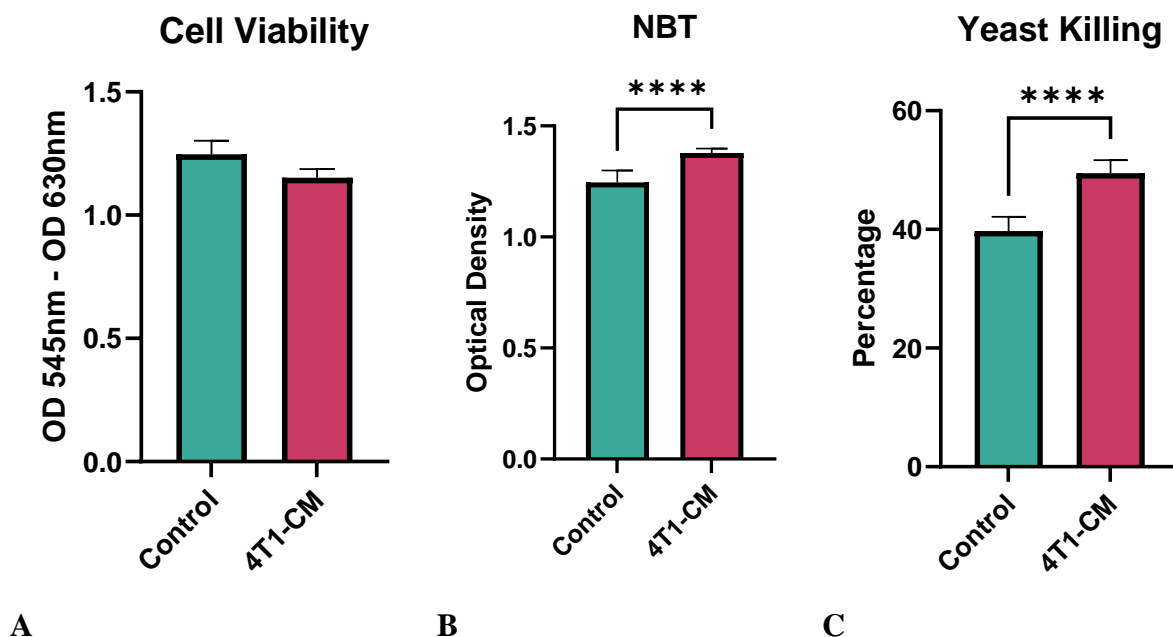 Cell Viability
OD 545nm - OD 630nm
1.5
1.0
0.5
0.0
Control
4T1-CM
A
NBT
****
Optical Density
1.5
1.0
0.5
0.0
Control
4T1-CM
B
Yeast Killing
****
Percentage
60
40
20
0
Control
4T1-CM
C